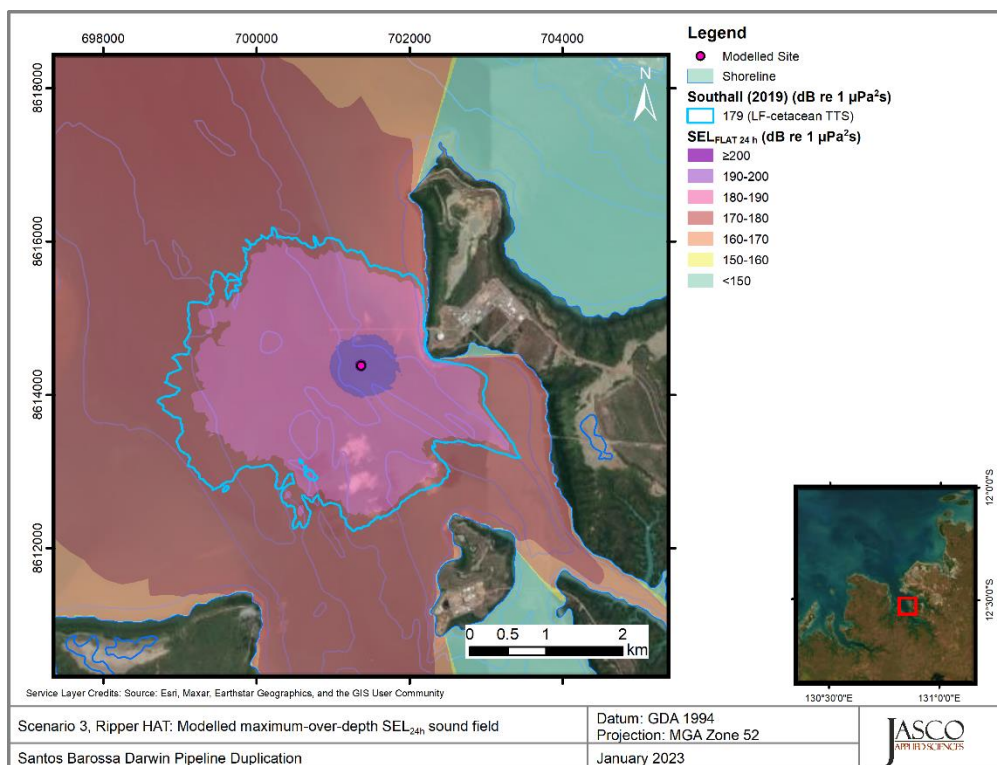 698000 700000 702000 704000
8618000
8616000
8614000
8612000
N
0 0.5 1 2
km
Service Layer Credits: Source: Esri, Maxar, Earthstar Geographics, and the GIS User Community
Legend
Modelled Site
Shoreline
Southall (2019) (dB re 1 µPa²s)
179 (LF-cetacean TTS)
SEL_FLAT 24 h (dB re 1 µPa²s)
≥200
190-200
180-190
170-180
160-170
150-160
<150
12°0'0"S
12°30'0"S
130°30'0"E 131°0'0"E
Scenario 3, Ripper HAT: Modelled maximum-over-depth SEL24h sound field
Santos Barossa Darwin Pipeline Duplication
Datum: GDA 1994
Projection: MGA Zone 52
January 2023
JASCO
APPLIED SCIENCES